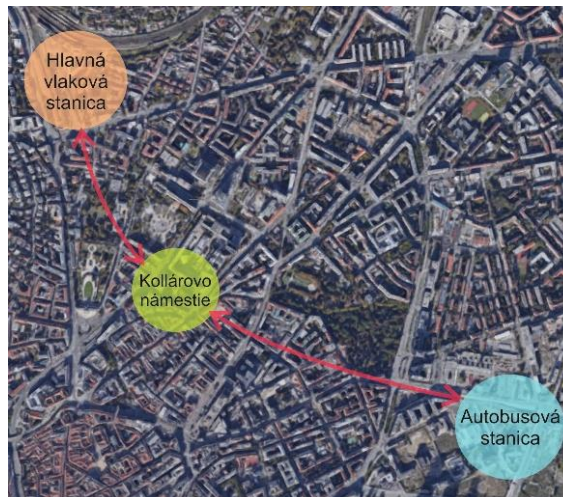 Hlavná
vlaková
stanica
Kollárovo
námestie
Autobusová
stanica